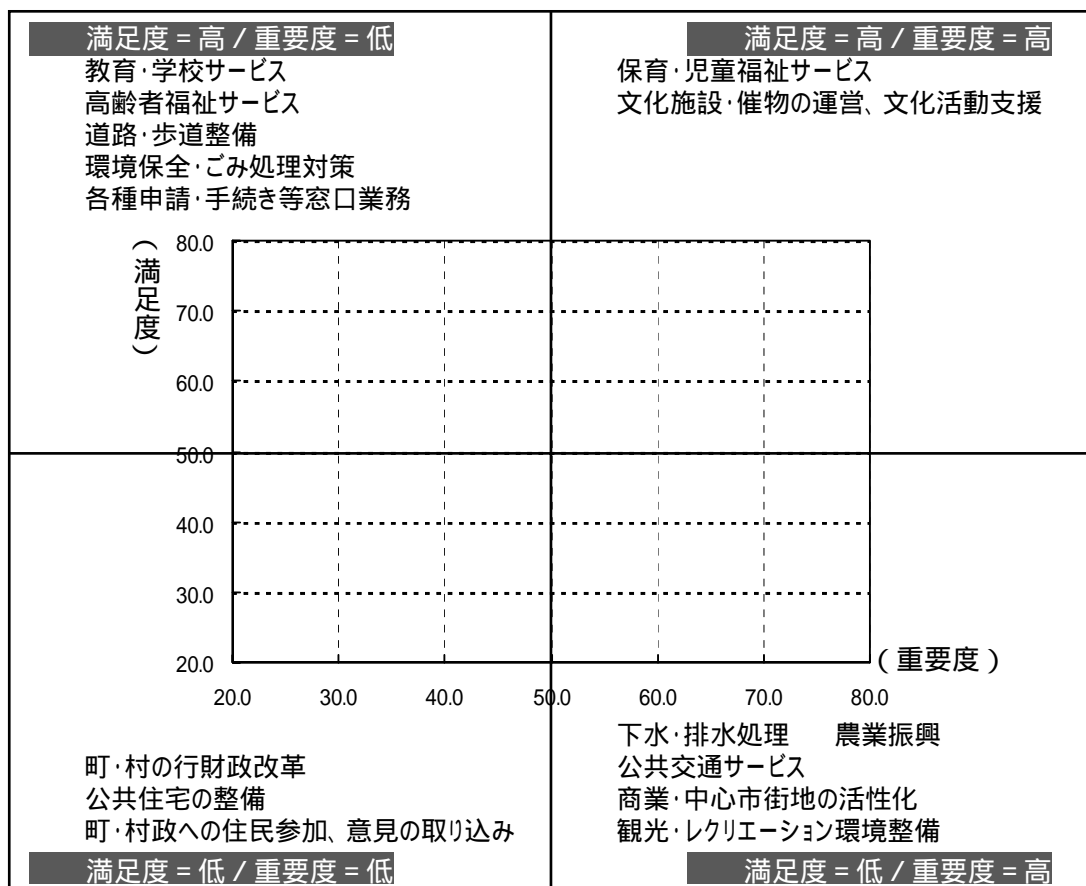 満足度 = 高 / 重要度 = 低
教育･学校サービス
高齢者福祉サービス
道路･歩道整備
環境保全･ごみ処理対策
各種申請･手続き等窓口業務
満足度 = 高 / 重要度 = 高
保育･児童福祉サービス
文化施設･催物の運営、文化活動支援
(満足度)
80.0
70.0
60.0
50.0
40.0
30.0
20.0
20.0 30.0 40.0 50.0 60.0 70.0 80.0
(重要度)
町･村の行財政改革
公共住宅の整備
町･村政への住民参加、意見の取り込み
満足度 = 低 / 重要度 = 低
下水･排水処理 農業振興
公共交通サービス
商業･中心市街地の活性化
観光･レクリエーション環境整備
満足度 = 低 / 重要度 = 高